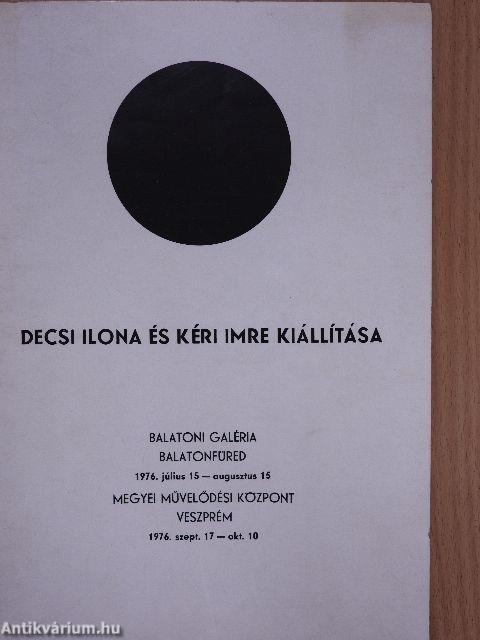 DECSI ILONA ÉS KÉRI IMRE KIÁLLÍTÁSA
BALATONI GALÉRIA
BALATONFÜRED
1976. július 15 — augusztus 15
MEGYEI MŰVELŐDÉSI KÖZPONT
VESZPRÉM
1976. szept. 17 — okt. 10
Antikvárium.hu